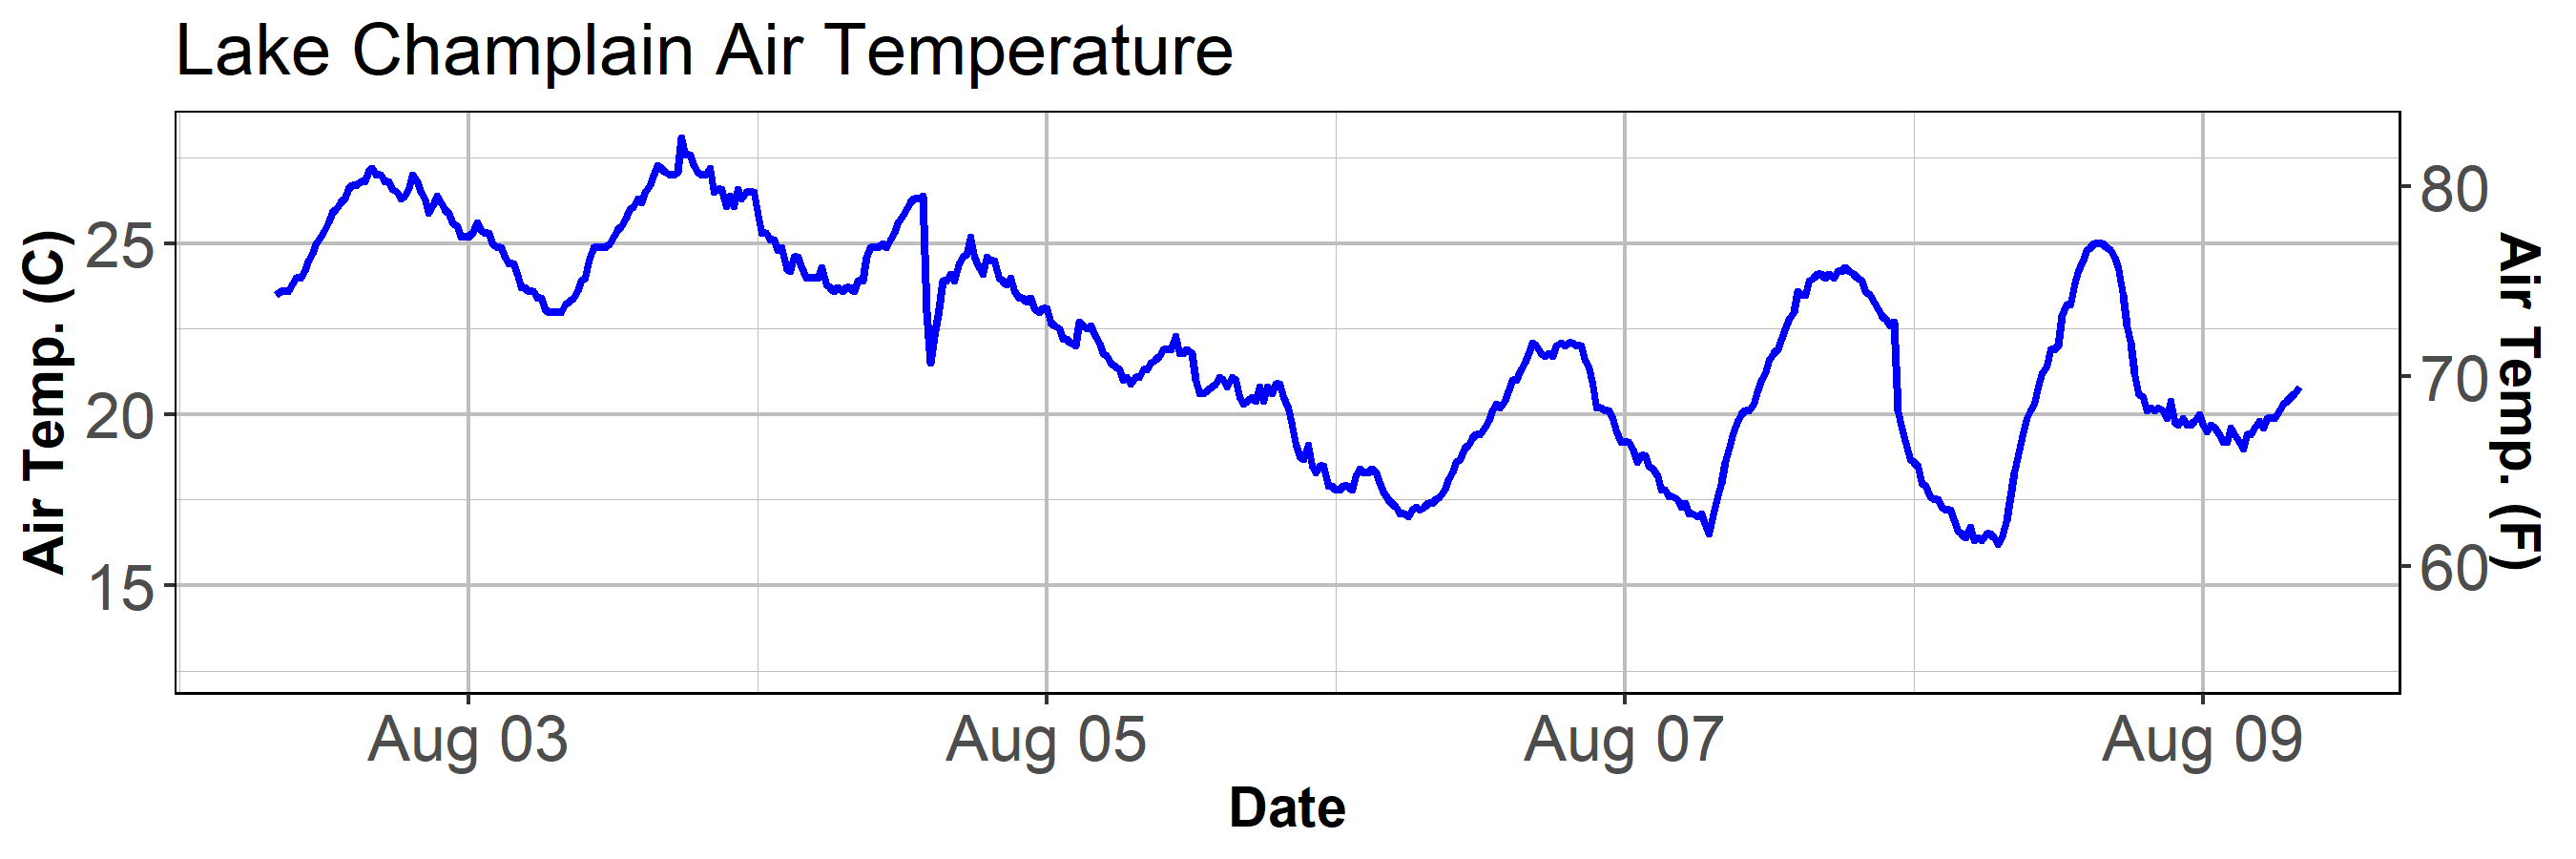 Lake Champlain Air Temperature
Air Temp. (C)
25
20
15
80
70
60
Air Temp. (F)
Aug 03
Aug 05
Aug 07
Aug 09
Date